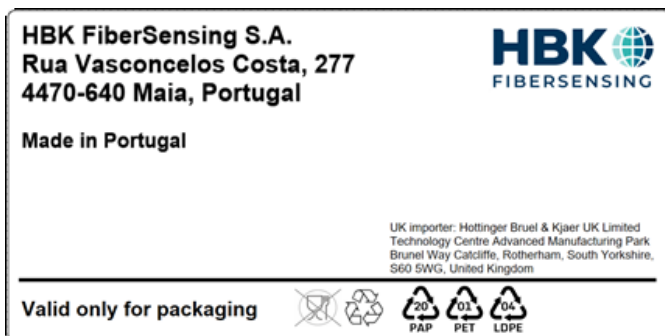 HBK FiberSensing S.A.
Rua Vasconcelos Costa, 277
4470-640 Maia, Portugal
HBK
FIBERSENSING
Made in Portugal
UK importer: Hottinger Bruel & Kjaer UK Limited
Technology Centre Advanced Manufacturing Park
Brunel Way Catcliffe, Rotherham, South Yorkshire,
S60 5WG, United Kingdom
Valid only for packaging
20 01 04
PAP PET LDPE